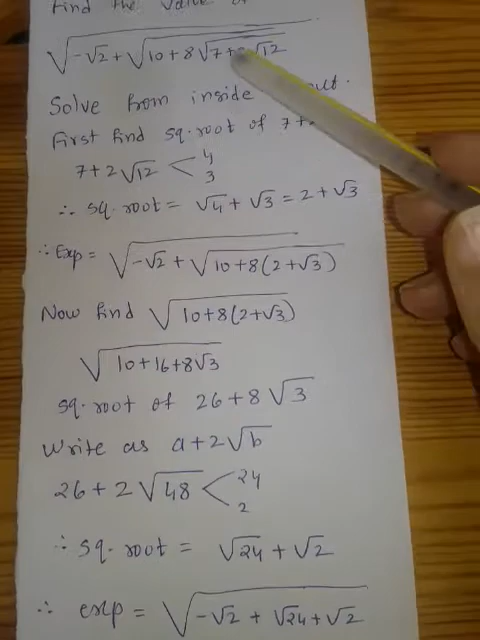 Find the value of
√(-√2 + √(10 + 8√(7 + √12
Solve from inside out.
First find sq. root of 7+
7 + 2√12 < 4
3
∴ sq. root = √4 + √3 = 2 + √3
∴ Exp = √(-√2 + √(10 + 8(2+√3)))
Now find √(10 + 8(2+√3))
√(10+16+8√3)
sq. root of 26 + 8√3
Write as a + 2√b
26 + 2√48 < 24
2
∴ sq. root = √24 + √2
∴ exp = √(-√2 + √24 + √2)